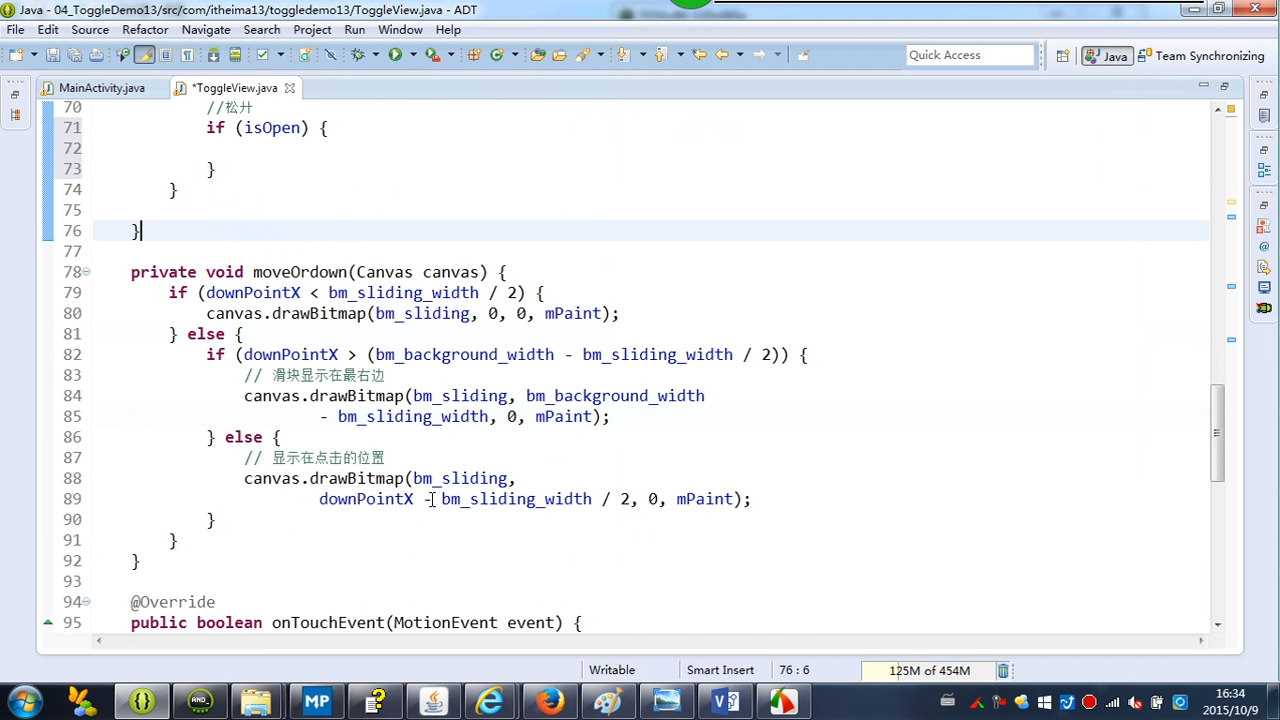 Java - 04_ToggleDemo13/src/com/itheima13/toggledemo13/ToggleView.java - ADT
File Edit Source Refactor Navigate Search Project Run Window Help
Quick Access
Java
Team Synchronizing
MainActivity.java
*ToggleView.java
70 //松开
71 if (isOpen) {
72
73 }
74 }
75
76 }
77
78 private void moveOrdown(Canvas canvas) {
79 if (downPointX < bm_sliding_width / 2) {
80 canvas.drawBitmap(bm_sliding, 0, 0, mPaint);
81 } else {
82 if (downPointX > (bm_background_width - bm_sliding_width / 2)) {
83 // 滑块显示在最右边
84 canvas.drawBitmap(bm_sliding, bm_background_width
85 - bm_sliding_width, 0, mPaint);
86 } else {
87 // 显示在点击的位置
88 canvas.drawBitmap(bm_sliding,
89 downPointX - bm_sliding_width / 2, 0, mPaint);
90 }
91 }
92 }
93
94 @Override
95 public boolean onTouchEvent(MotionEvent event) {
Writable Smart Insert 76 : 6 125M of 454M
16:34
2015/10/9